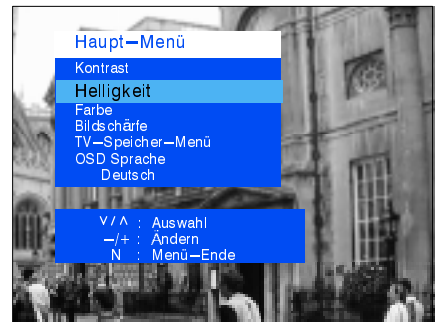 Haupt–Menü
Kontrast
Helligkeit
Farbe
Bildschärfe
TV–Speicher–Menü
OSD Sprache
Deutsch
∨/∧ : Auswahl
–/+ : Ändern
N : Menü–Ende